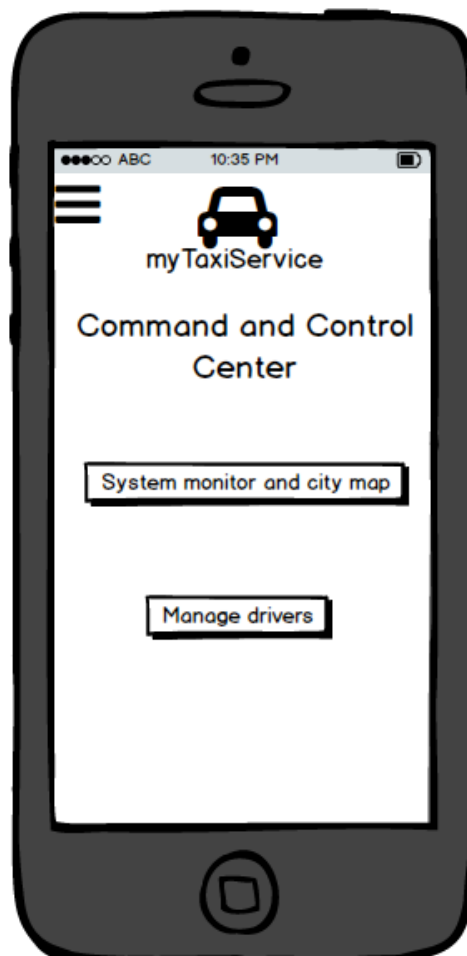 ABC 10:35 PM
myTaxiService
Command and Control
Center
System monitor and city map
Manage drivers